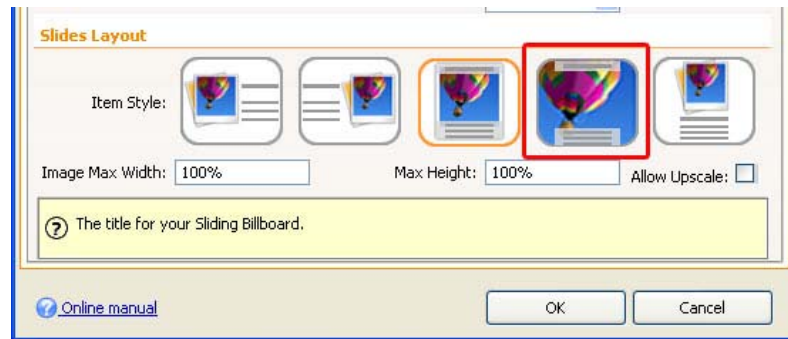 Slides Layout
Item Style:
Image Max Width: 100% Max Height: 100% Allow Upscale:
The title for your Sliding Billboard.
Online manual OK Cancel